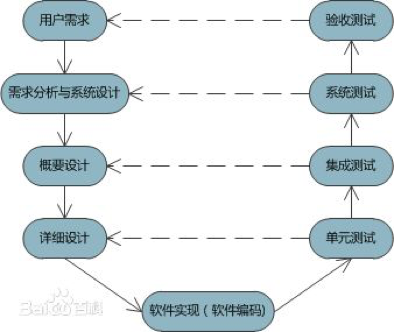 用户需求
验收测试
需求分析与系统设计
系统测试
概要设计
集成测试
详细设计
单元测试
软件实现（软件编码)
Baidu百科